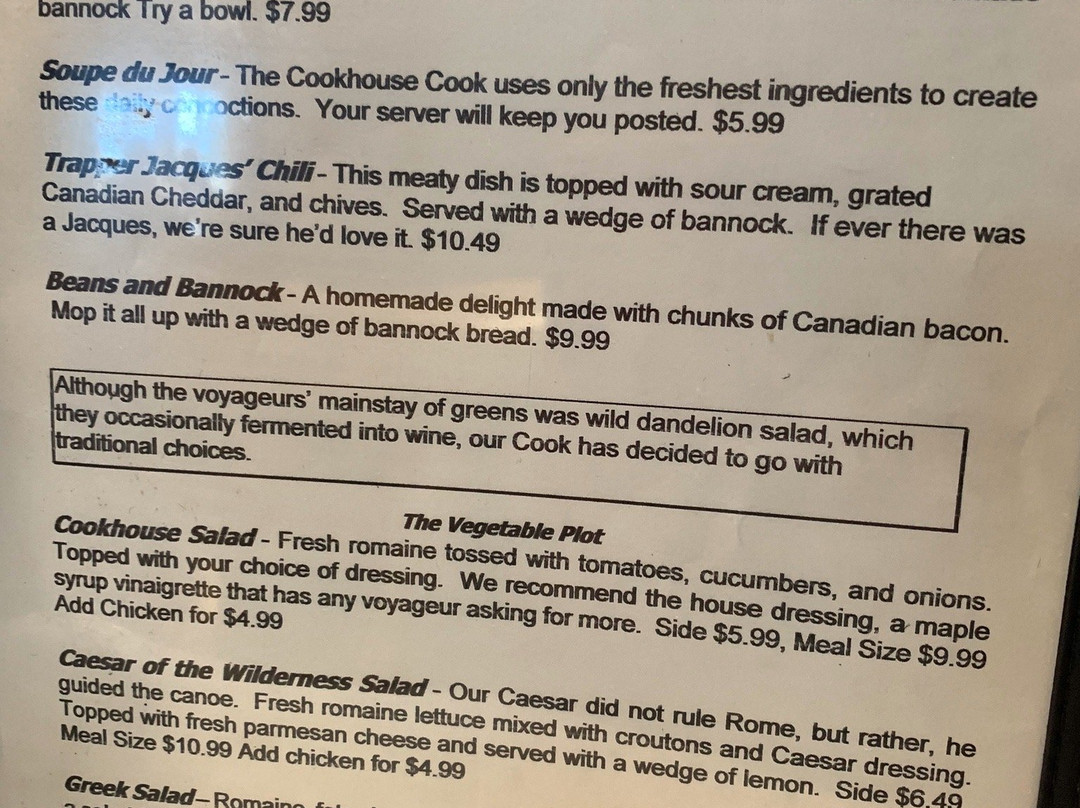 bannock Try a bowl. $7.99
Soupe du Jour - The Cookhouse Cook uses only the freshest ingredients to create
these daily concoctions. Your server will keep you posted. $5.99
Trapper Jacques' Chili - This meaty dish is topped with sour cream, grated
Canadian Cheddar, and chives. Served with a wedge of bannock. If ever there was
a Jacques, we're sure he'd love it. $10.49
Beans and Bannock - A homemade delight made with chunks of Canadian bacon.
Mop it all up with a wedge of bannock bread. $9.99
Although the voyageurs' mainstay of greens was wild dandelion salad, which
they occasionally fermented into wine, our Cook has decided to go with
traditional choices.
The Vegetable Plot
Cookhouse Salad - Fresh romaine tossed with tomatoes, cucumbers, and onions.
Topped with your choice of dressing. We recommend the house dressing, a maple
syrup vinaigrette that has any voyageur asking for more. Side $5.99, Meal Size $9.99
Add Chicken for $4.99
Caesar of the Wilderness Salad - Our Caesar did not rule Rome, but rather, he
guided the canoe. Fresh romaine lettuce mixed with croutons and Caesar dressing.
Topped with fresh parmesan cheese and served with a wedge of lemon. Side $6.49
Meal Size $10.99 Add chicken for $4.99
Greek Salad – Romaine